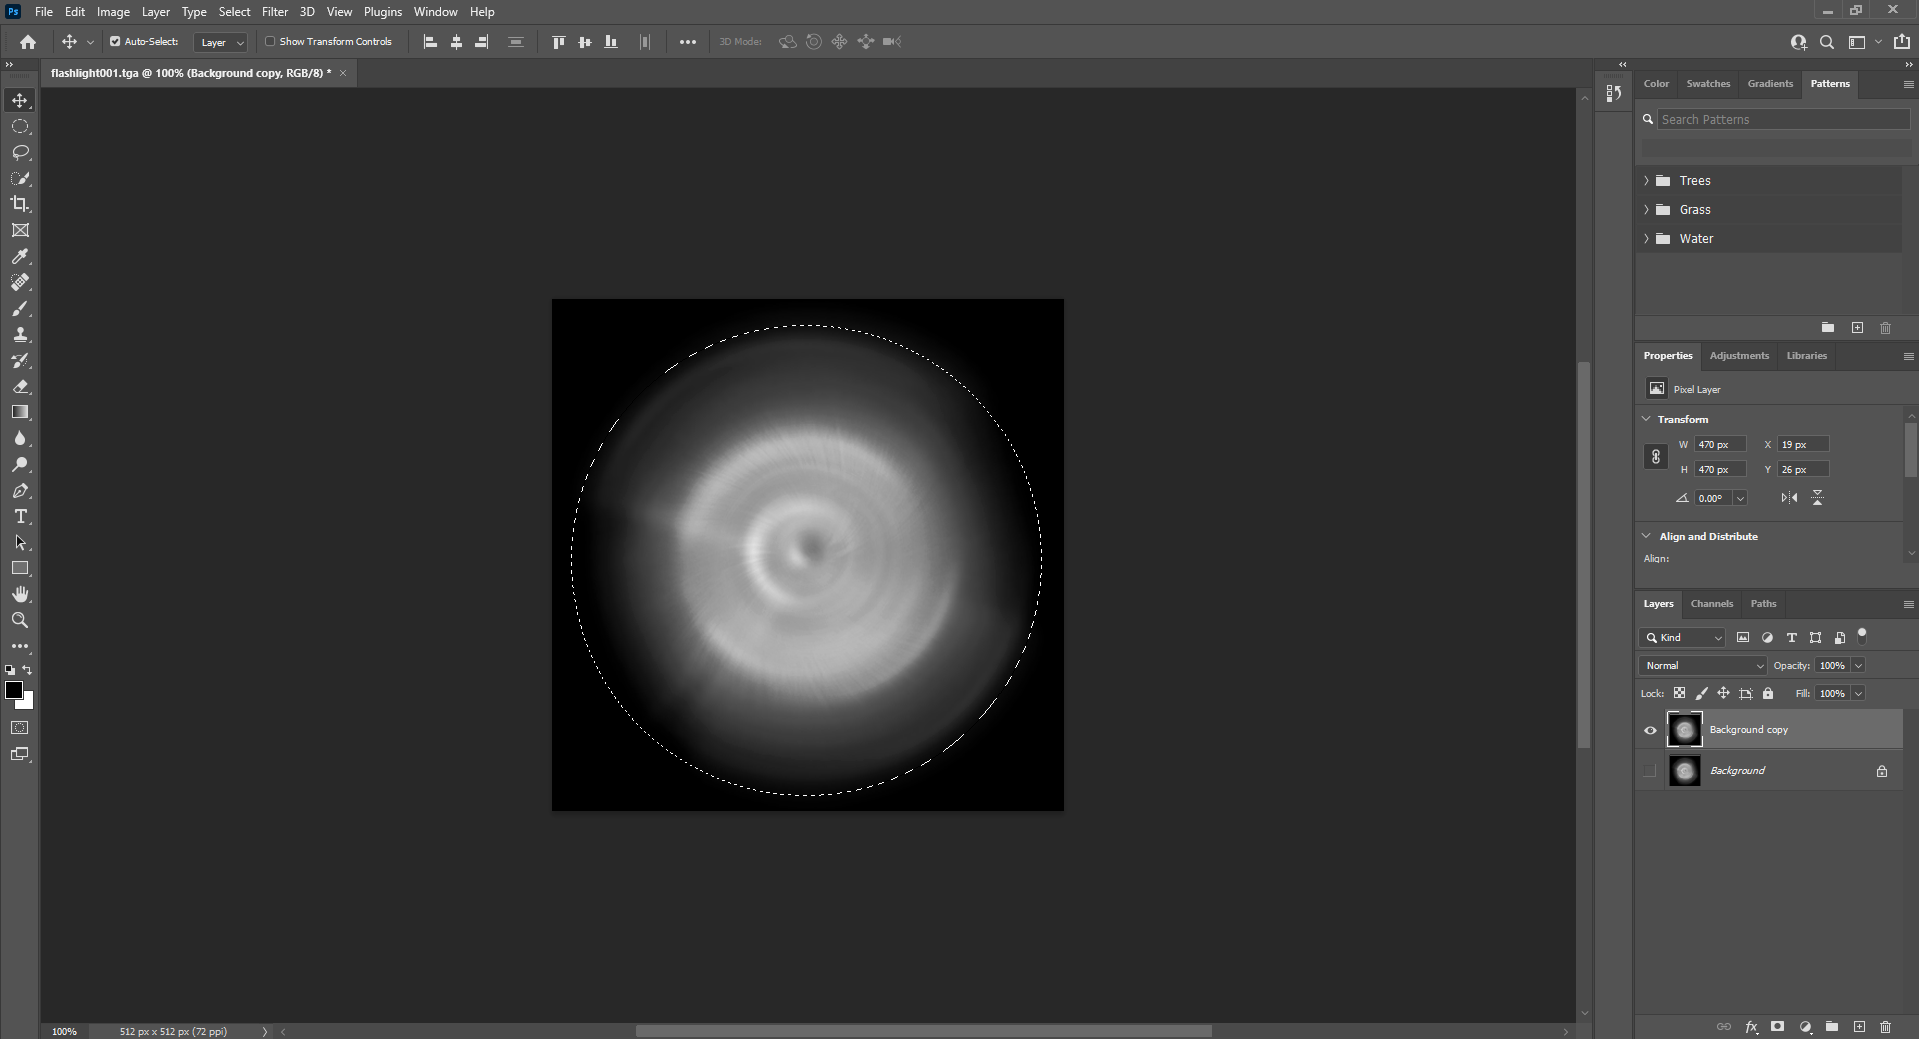 Ps File Edit Image Layer Type Select Filter 3D View Plugins Window Help
Auto-Select: Layer Show Transform Controls 3D Mode:
flashlight001.tga @ 100% (Background copy, RGB/8) *
Color Swatches Gradients Patterns
Search Patterns
Trees
Grass
Water
Properties Adjustments Libraries
Pixel Layer
Transform
W 470 px X 19 px
H 470 px Y 26 px
0.00°
Align and Distribute
Align:
Layers Channels Paths
Kind
Normal Opacity: 100%
Lock: Fill: 100%
Background copy
Background
fx
100% 512 px x 512 px (72 ppi)